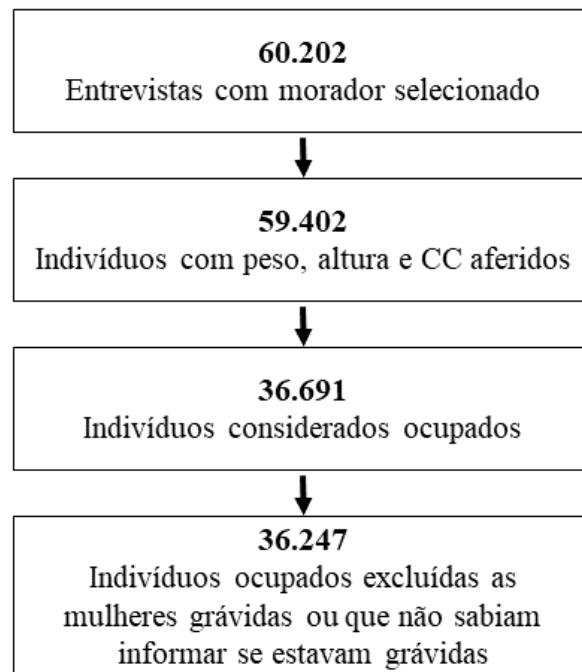 60.202
Entrevistas com morador selecionado
59.402
Indivíduos com peso, altura e CC aferidos
36.691
Indivíduos considerados ocupados
36.247
Indivíduos ocupados excluídas as
mulheres grávidas ou que não sabiam
informar se estavam grávidas